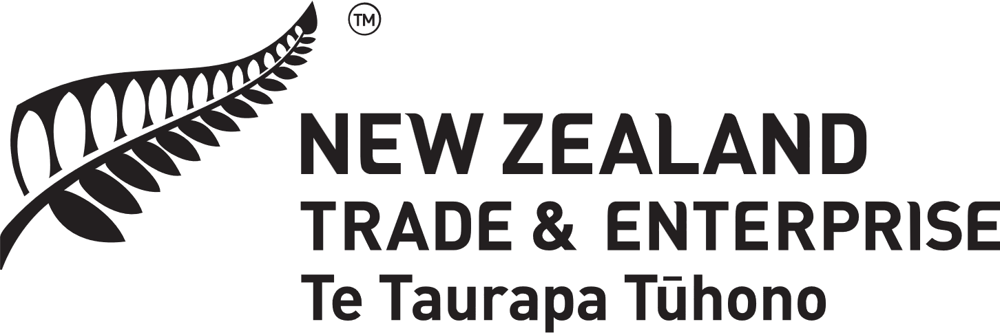 TM
NEW ZEALAND
TRADE & ENTERPRISE
Te Taurapa Tūhono